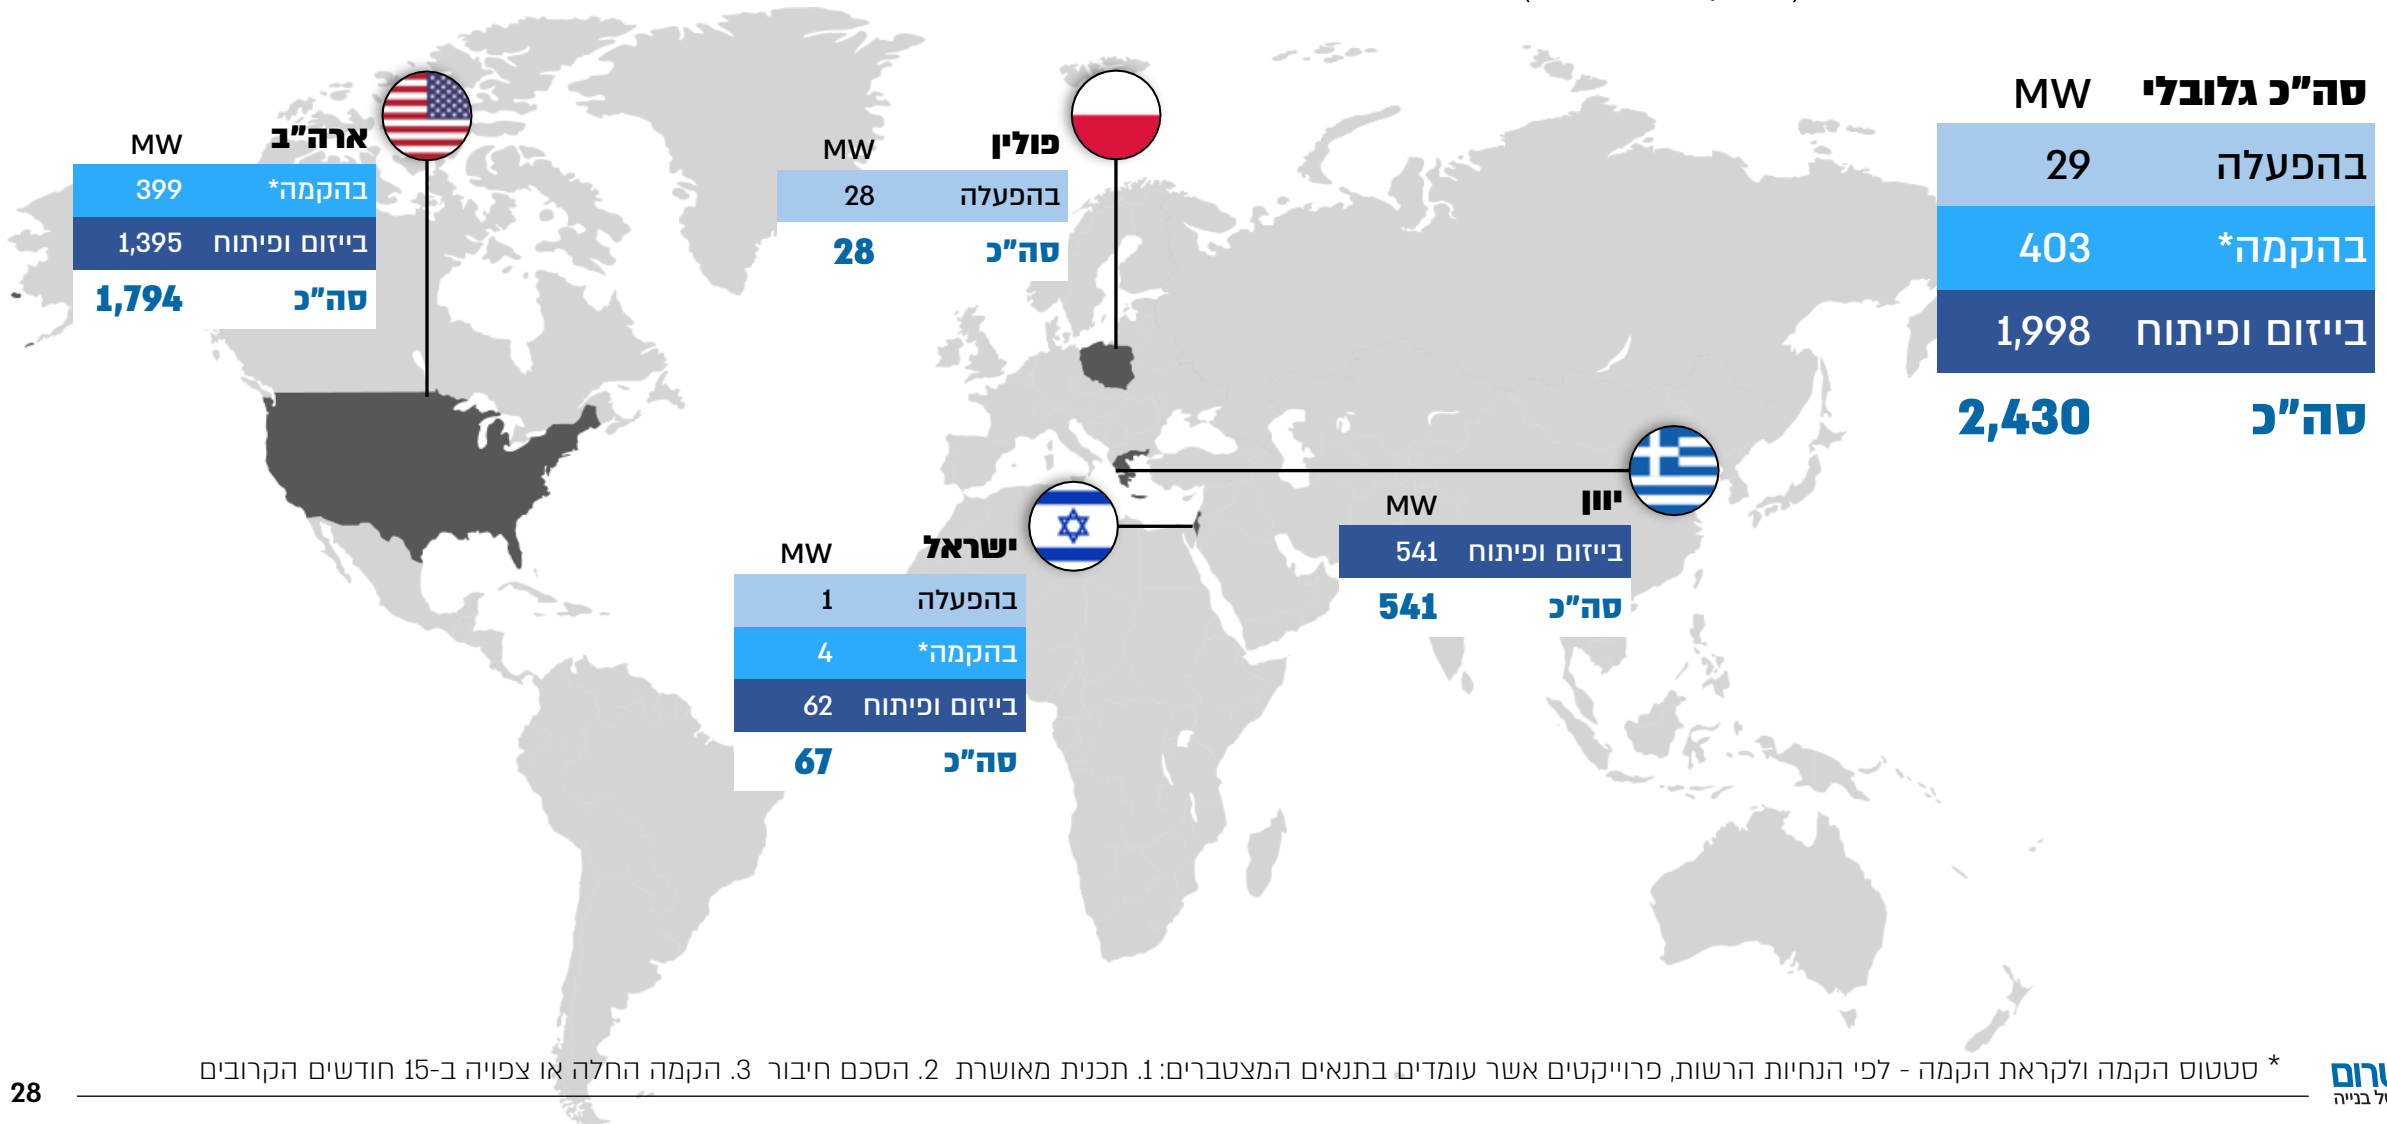 סה"כ גלובלי MW
בהפעלה 29
בהקמה* 403
בייזום ופיתוח 1,998
סה"כ 2,430
ארה"ב MW
בהקמה* 399
בייזום ופיתוח 1,395
סה"כ 1,794
פולין MW
בהפעלה 28
סה"כ 28
יוון MW
בייזום ופיתוח 541
סה"כ 541
ישראל MW
בהפעלה 1
בהקמה* 4
בייזום ופיתוח 62
סה"כ 67
* סטטוס הקמה ולקראת הקמה - לפי הנחיות הרשות, פרוייקטים אשר עומדים בתנאים המצטברים: 1. תכנית מאושרת 2. הסכם חיבור 3. הקמה החלה או צפויה ב-15 חודשים הקרובים
בנייה
28